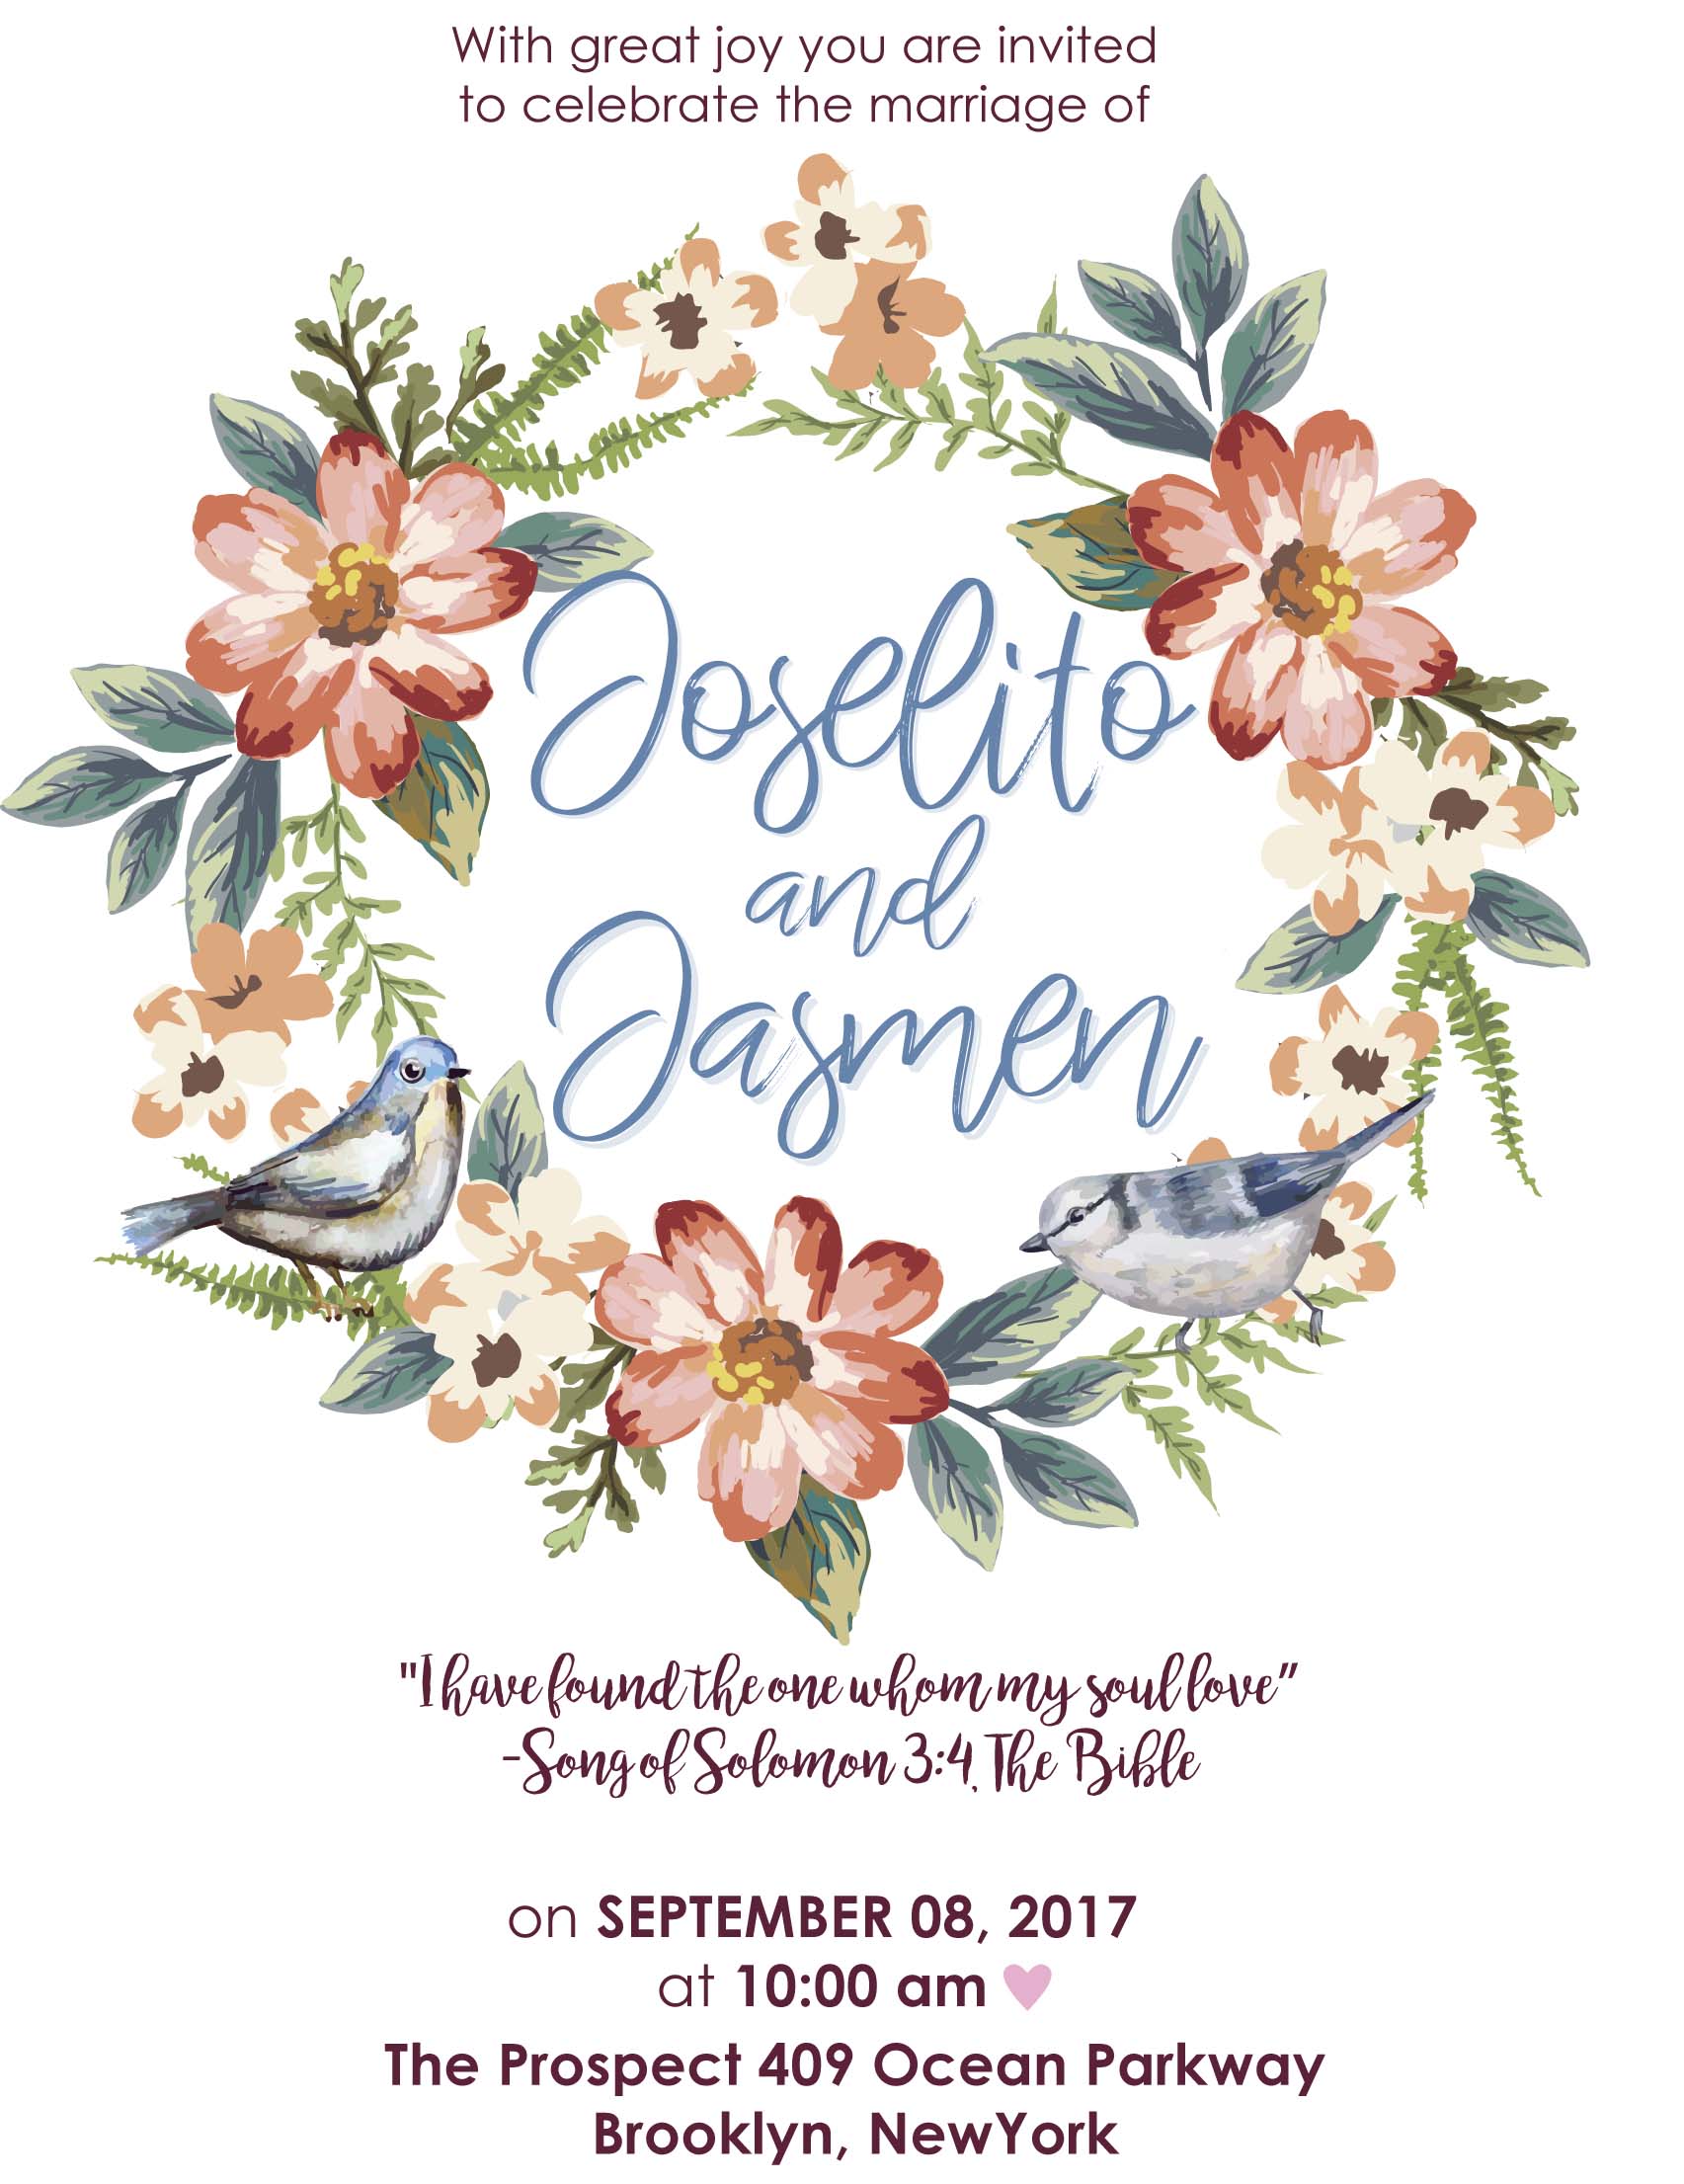 With great joy you are invited
to celebrate the marriage of
Joselito
and
Jasmen
"I have found the one whom my soul love"
-Song of Solomon 3:4, The Bible
on SEPTEMBER 08, 2017
at 10:00 am
The Prospect 409 Ocean Parkway
Brooklyn, NewYork